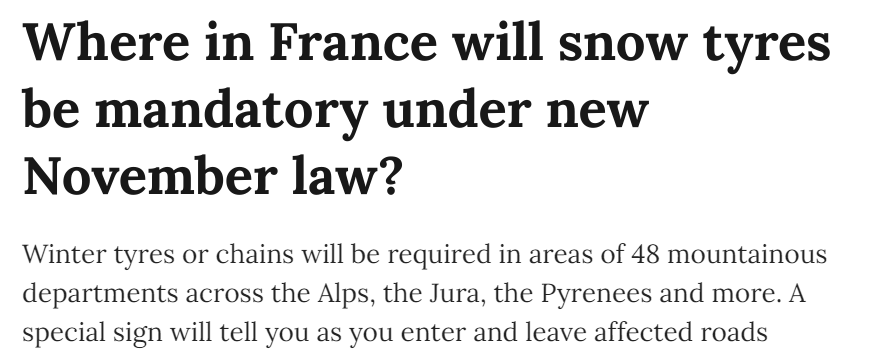 Where in France will snow tyres
be mandatory under new
November law?
Winter tyres or chains will be required in areas of 48 mountainous
departments across the Alps, the Jura, the Pyrenees and more. A
special sign will tell you as you enter and leave affected roads